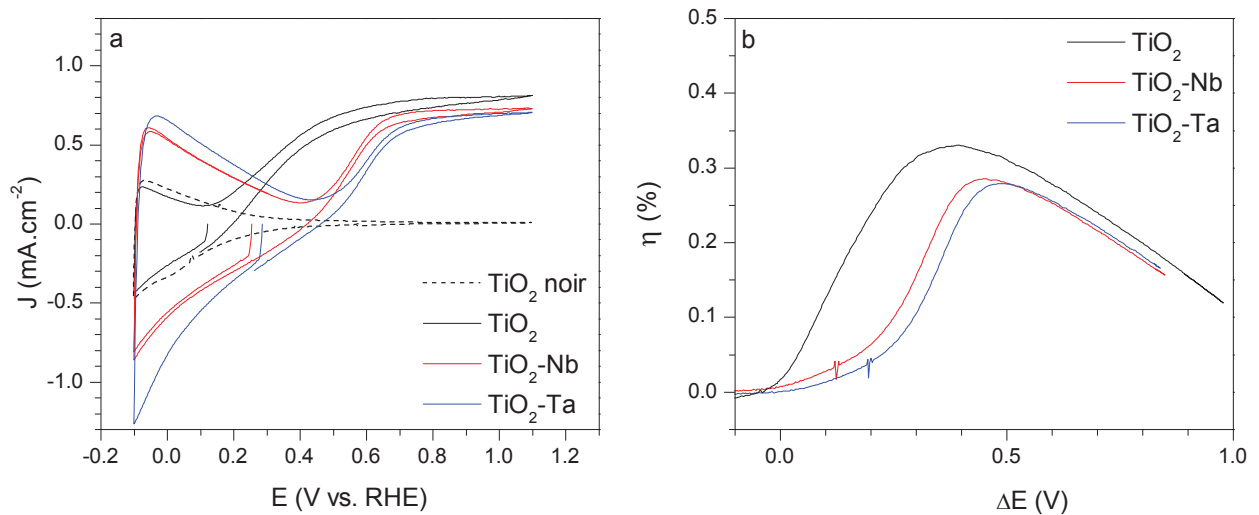 a
1.0
0.5
0.0
-0.5
-1.0
J (mA.cm⁻²)
TiO₂ noir
TiO₂
TiO₂-Nb
TiO₂-Ta
-0.2 0.0 0.2 0.4 0.6 0.8 1.0 1.2
E (V vs. RHE)
b
0.5
0.4
0.3
0.2
0.1
0.0
η (%)
TiO₂
TiO₂-Nb
TiO₂-Ta
0.0 0.5 1.0
ΔE (V)